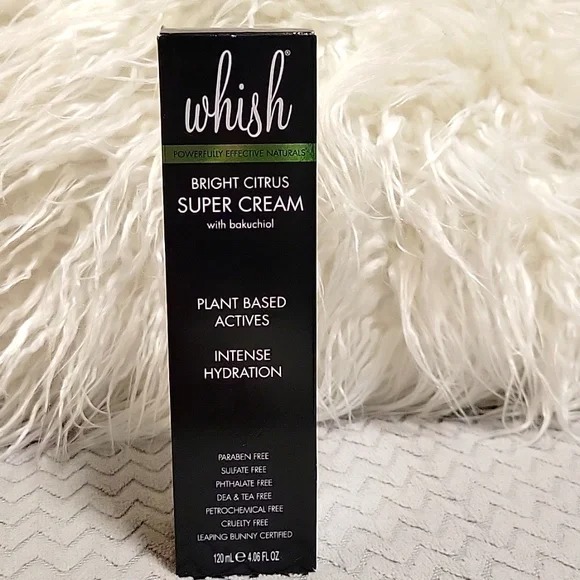 whish®
POWERFULLY EFFECTIVE NATURALS
BRIGHT CITRUS
SUPER CREAM
with bakuchiol
PLANT BASED
ACTIVES
INTENSE
HYDRATION
PARABEN FREE
SULFATE FREE
PHTHALATE FREE
DEA & TEA FREE
PETROCHEMICAL FREE
CRUELTY FREE
LEAPING BUNNY CERTIFIED
120 mL ℮ 4.06 FL OZ